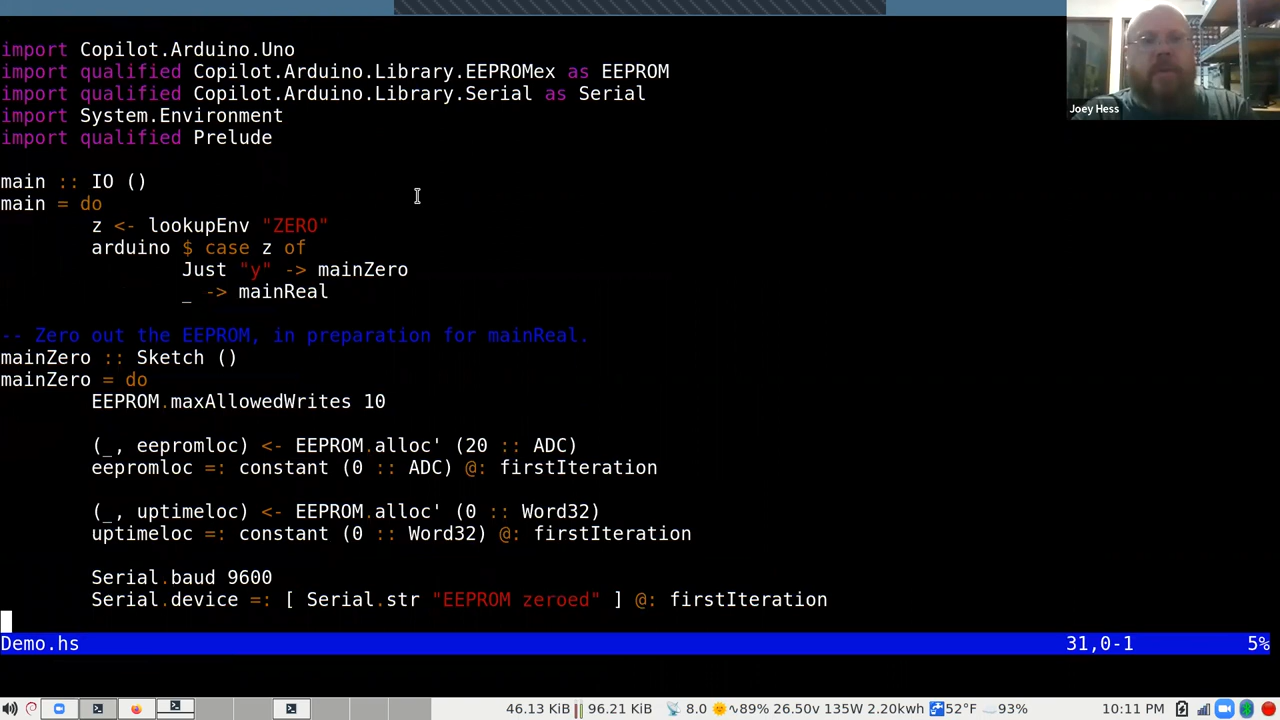 import Copilot.Arduino.Uno
import qualified Copilot.Arduino.Library.EEPROMex as EEPROM
import qualified Copilot.Arduino.Library.Serial as Serial
import System.Environment
import qualified Prelude
Joey Hess
main :: IO ()
main = do
z <- lookupEnv "ZERO"
arduino $ case z of
Just "y" -> mainZero
_ -> mainReal
-- Zero out the EEPROM, in preparation for mainReal.
mainZero :: Sketch ()
mainZero = do
EEPROM.maxAllowedWrites 10
(_, eepromloc) <- EEPROM.alloc' (20 :: ADC)
eepromloc =: constant (0 :: ADC) @: firstIteration
(_, uptimeloc) <- EEPROM.alloc' (0 :: Word32)
uptimeloc =: constant (0 :: Word32) @: firstIteration
Serial.baud 9600
Serial.device =: [ Serial.str "EEPROM zeroed" ] @: firstIteration
Demo.hs 31,0-1 5%
46.13 KiB 96.21 KiB 8.0 89% 26.50v 135W 2.20kwh 52°F 93% 10:11 PM